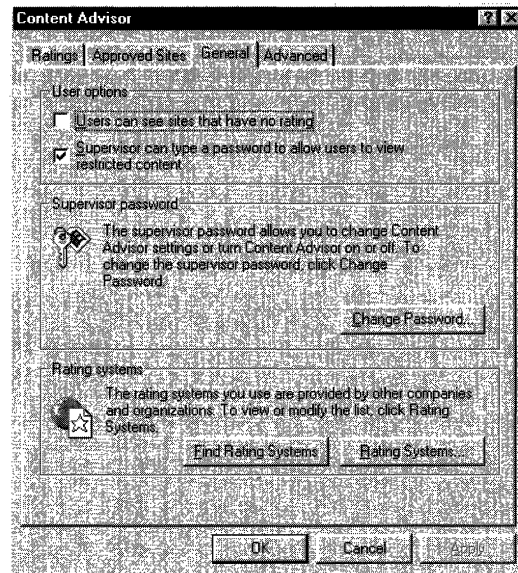 Content Advisor
Ratings Approved Sites General Advanced
User options
Users can see sites that have no rating
Supervisor can type a password to allow users to view
restricted content
Supervisor password
The supervisor password allows you to change Content
Advisor settings or turn Content Advisor on or off. To
change the supervisor password, click Change
Password.
Change Password...
Rating systems
The rating systems you use are provided by other companies
and organizations. To view or modify the list, click Rating
Systems.
Find Rating Systems Rating Systems...
OK Cancel Apply